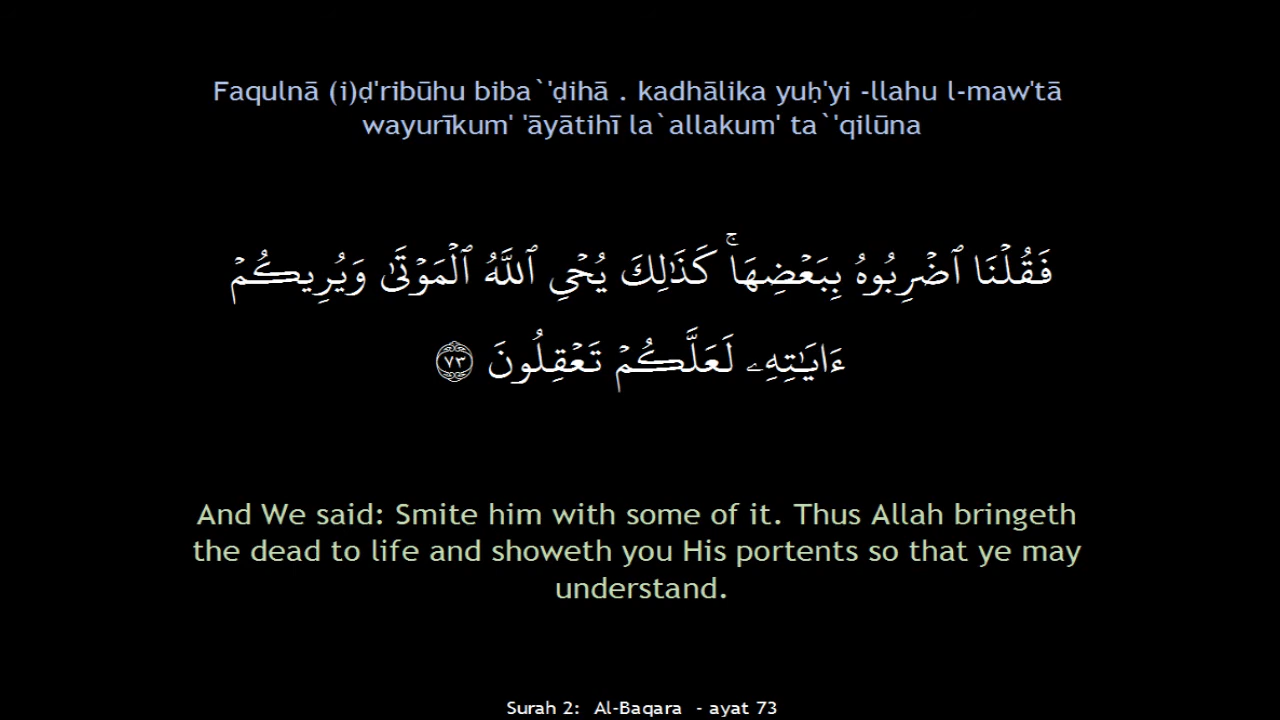 Faqulnā (i)ḍ'ribūhu biba`'ḍihā . kadhālika yuḥ'yi -llahu l-maw'tā
wayurīkum' 'āyātihī la`allakum' ta`'qilūna
فَقُلۡنَا ٱضۡرِبُوهُ بِبَعۡضِهَاۚ كَذَٰلِكَ يُحۡيِ ٱللَّهُ ٱلۡمَوۡتَىٰ وَيُرِيكُمۡ
ءَايَٰتِهِۦ لَعَلَّكُمۡ تَعۡقِلُونَ ٧٣
And We said: Smite him with some of it. Thus Allah bringeth
the dead to life and showeth you His portents so that ye may
understand.
Surah 2: Al-Baqara - ayat 73